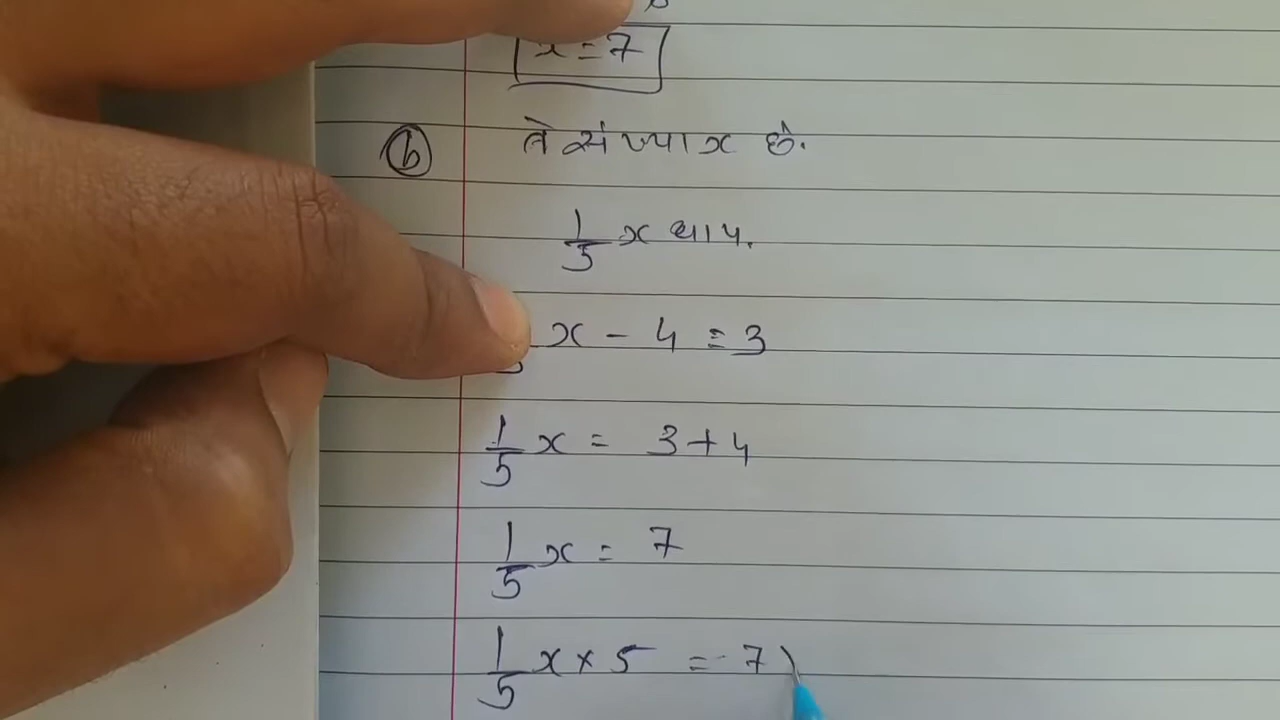 x = 7
(b) ते संख्या x છે.
1/5 x થાય.
x - 4 = 3
1/5 x = 3 + 4
1/5 x = 7
1/5 x × 5 = 7